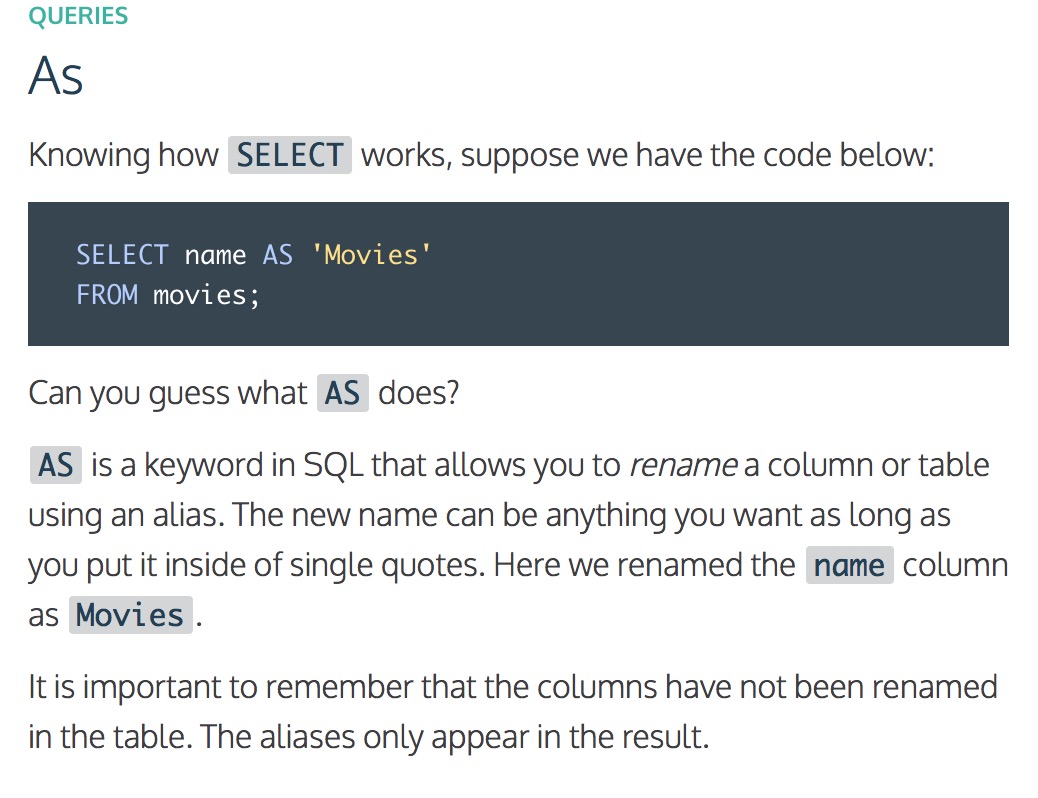 QUERIES
As
Knowing how SELECT works, suppose we have the code below:
SELECT name AS 'Movies'
FROM movies;
Can you guess what AS does?
AS is a keyword in SQL that allows you to rename a column or table
using an alias. The new name can be anything you want as long as
you put it inside of single quotes. Here we renamed the name column
as Movies.
It is important to remember that the columns have not been renamed
in the table. The aliases only appear in the result.